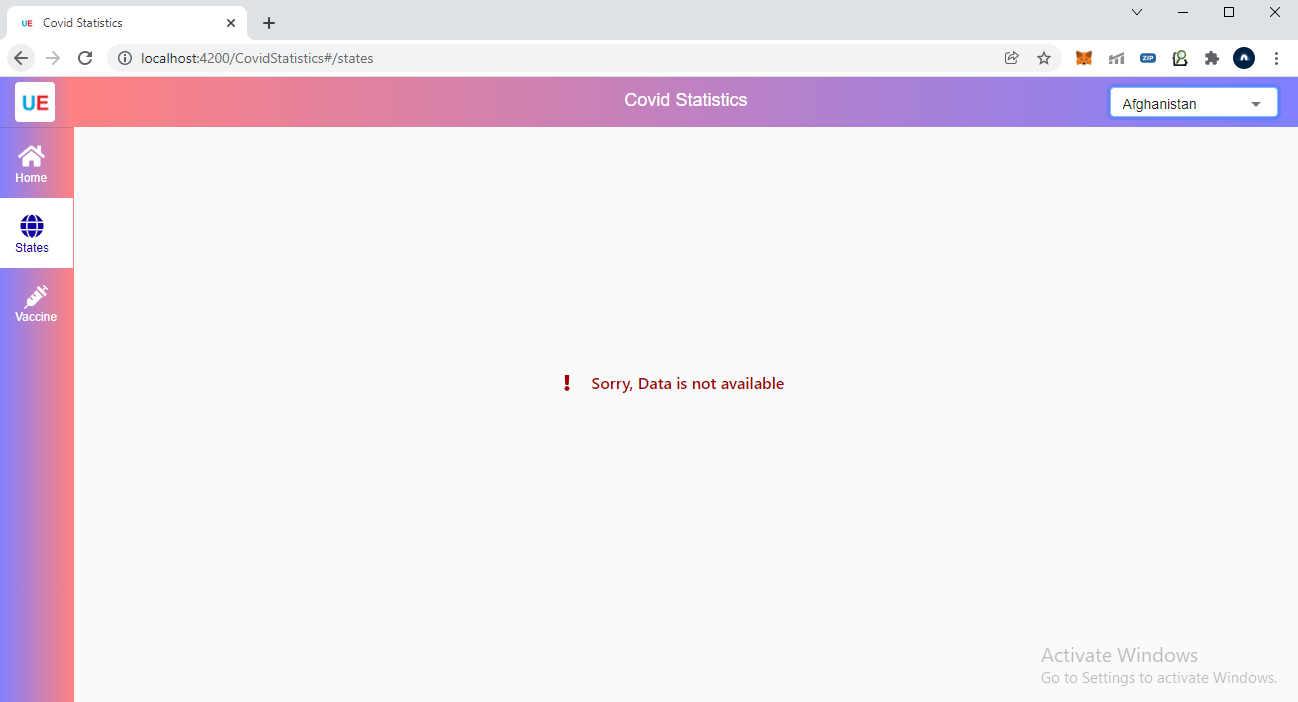 UE Covid Statistics
localhost:4200/CovidStatistics#/states
ZIP
UE
Covid Statistics
Afghanistan
Home
States
Vaccine
! Sorry, Data is not available
Activate Windows
Go to Settings to activate Windows.